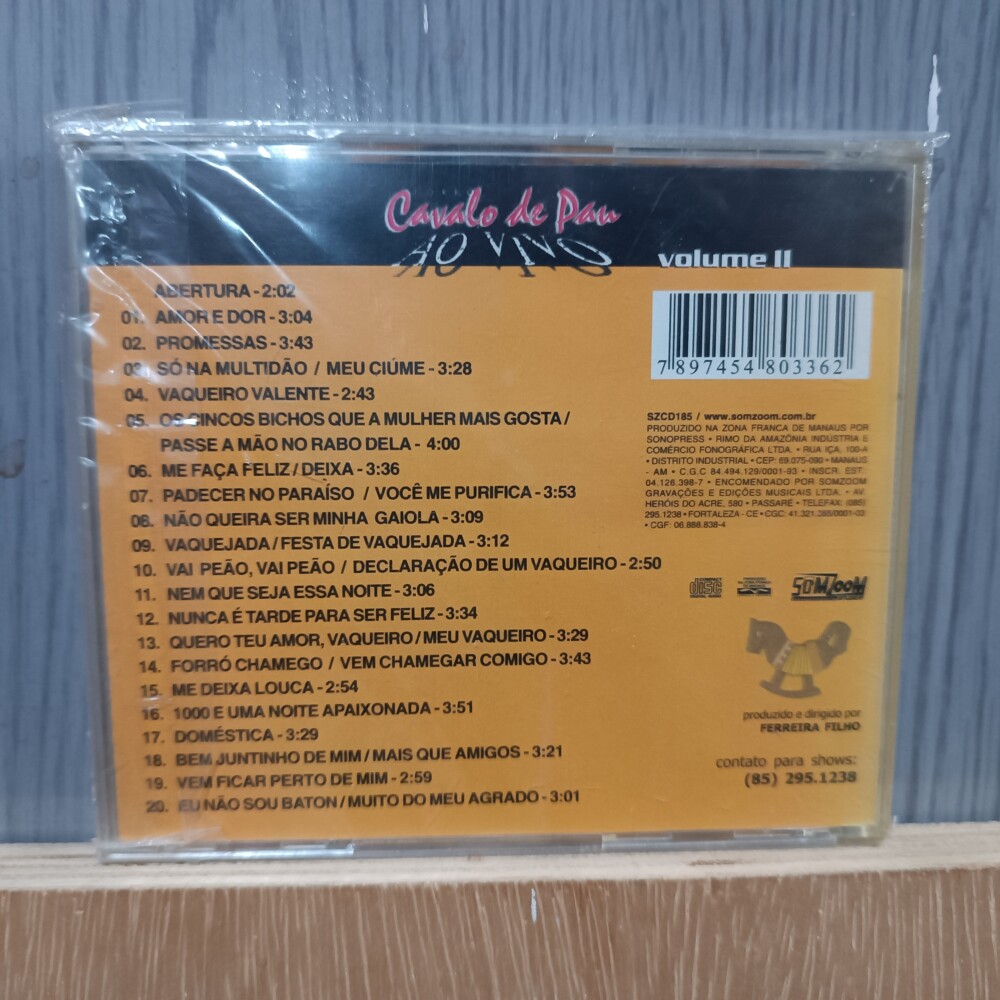 Cavalo de Pau
AO VIVO
volume II
ABERTURA - 2:02
01. AMOR E DOR - 3:04
02. PROMESSAS - 3:43
03. SÓ NA MULTIDÃO / MEU CIÚME - 3:28
04. VAQUEIRO VALENTE - 2:43
05. OS CINCOS BICHOS QUE A MULHER MAIS GOSTA /
PASSE A MÃO NO RABO DELA - 4:00
06. ME FAÇA FELIZ / DEIXA - 3:36
07. PADECER NO PARAÍSO / VOCÊ ME PURIFICA - 3:53
08. NÃO QUEIRA SER MINHA GAIOLA - 3:09
09. VAQUEJADA / FESTA DE VAQUEJADA - 3:12
10. VAI PEÃO, VAI PEÃO / DECLARAÇÃO DE UM VAQUEIRO - 2:50
11. NEM QUE SEJA ESSA NOITE - 3:06
12. NUNCA É TARDE PARA SER FELIZ - 3:34
13. QUERO TEU AMOR, VAQUEIRO / MEU VAQUEIRO - 3:29
14. FORRÓ CHAMEGO / VEM CHAMEGAR COMIGO - 3:43
15. ME DEIXA LOUCA - 2:54
16. 1000 E UMA NOITE APAIXONADA - 3:51
17. DOMÉSTICA - 3:29
18. BEM JUNTINHO DE MIM / MAIS QUE AMIGOS - 3:21
19. VEM FICAR PERTO DE MIM - 2:59
20. EU NÃO SOU BATON / MUITO DO MEU AGRADO - 3:01
7 897454 803362
SZCD185 / www.somzoom.com.br
PRODUZIDO NA ZONA FRANCA DE MANAUS POR
SONOPRESS • RIMO DA AMAZÔNIA INDÚSTRIA E
COMÉRCIO FONOGRÁFICA LTDA. • RUA IÇA, 100-A
• DISTRITO INDUSTRIAL • CEP: 69.075-090 • MANAUS
- AM • C.G.C 84.494.129/0001-93 • INSCR. EST:
04.126.398-7 • ENCOMENDADO POR SOMZOOM
GRAVAÇÕES E EDIÇÕES MUSICAIS LTDA. • AV.
HERÓIS DO ACRE, 580 • PASSARÉ • TELEFAX: (085)
295.1238 • FORTALEZA - CE • CGC: 41.321.285/0001-03
• CGF: 06.888.838-4
DISC
SOMZOOM
produzido e dirigido por
FERREIRA FILHO
contato para shows:
(85) 295.1238